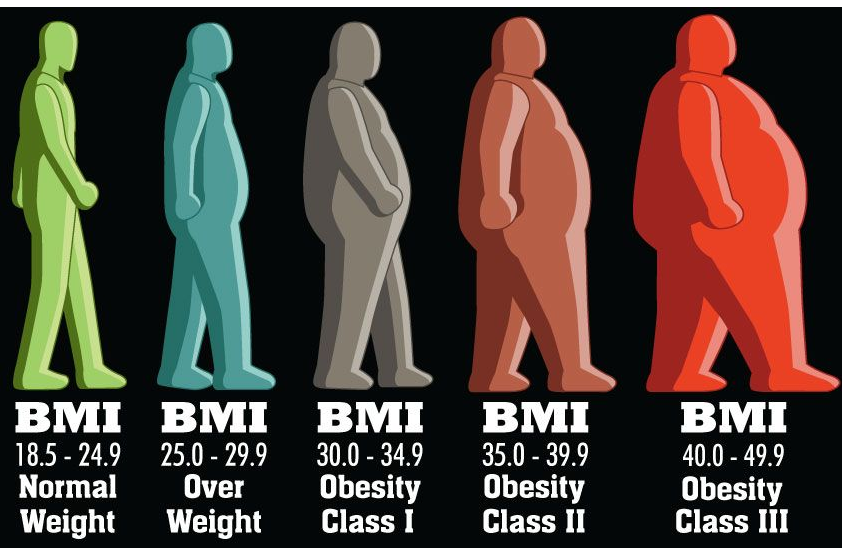 BMI
18.5 - 24.9
Normal
Weight
BMI
25.0 - 29.9
Over
Weight
BMI
30.0 - 34.9
Obesity
Class I
BMI
35.0 - 39.9
Obesity
Class II
BMI
40.0 - 49.9
Obesity
Class III